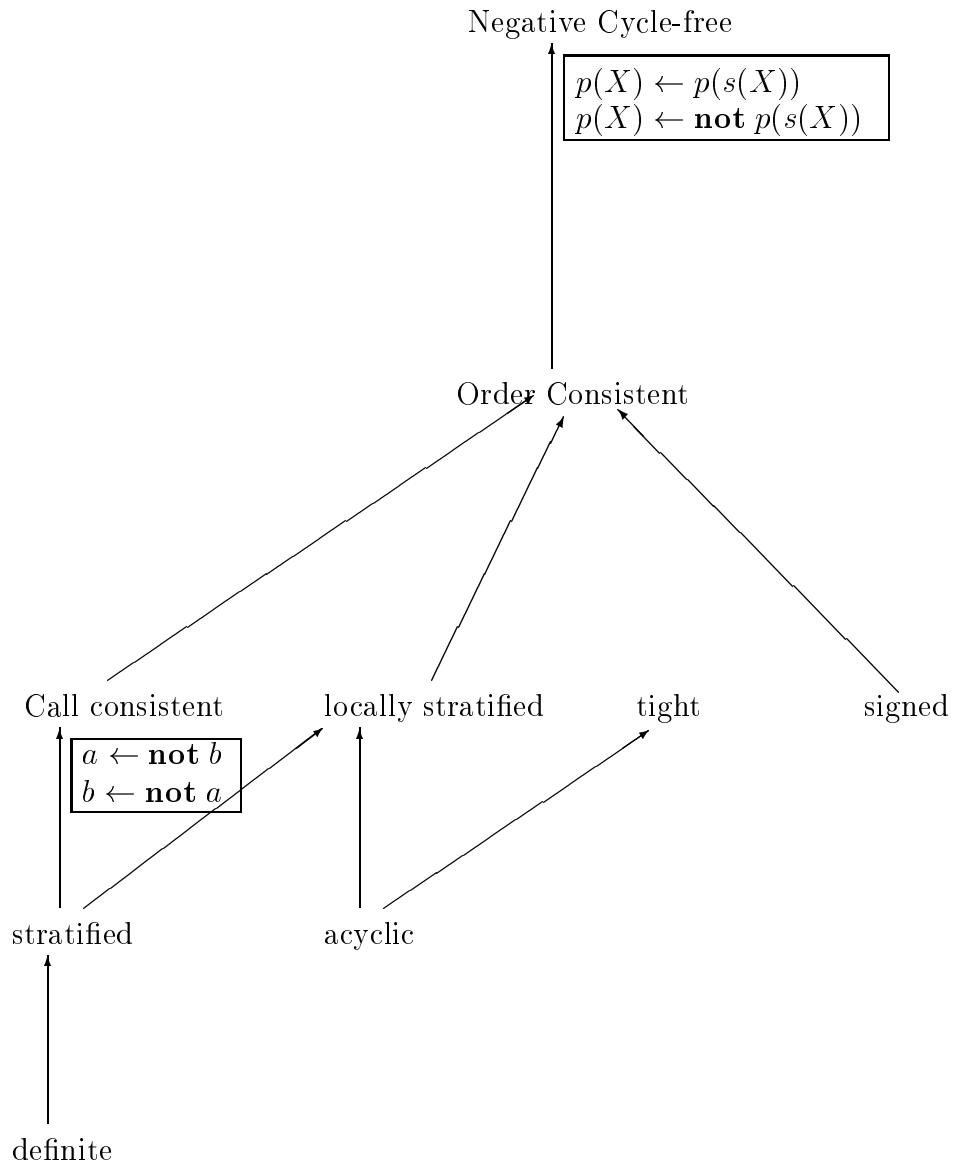 Negative Cycle-free
p(X) ← p(s(X))
p(X) ← not p(s(X))
Order Consistent
Call consistent
locally stratified
tight
signed
a ← not b
b ← not a
stratified
acyclic
definite